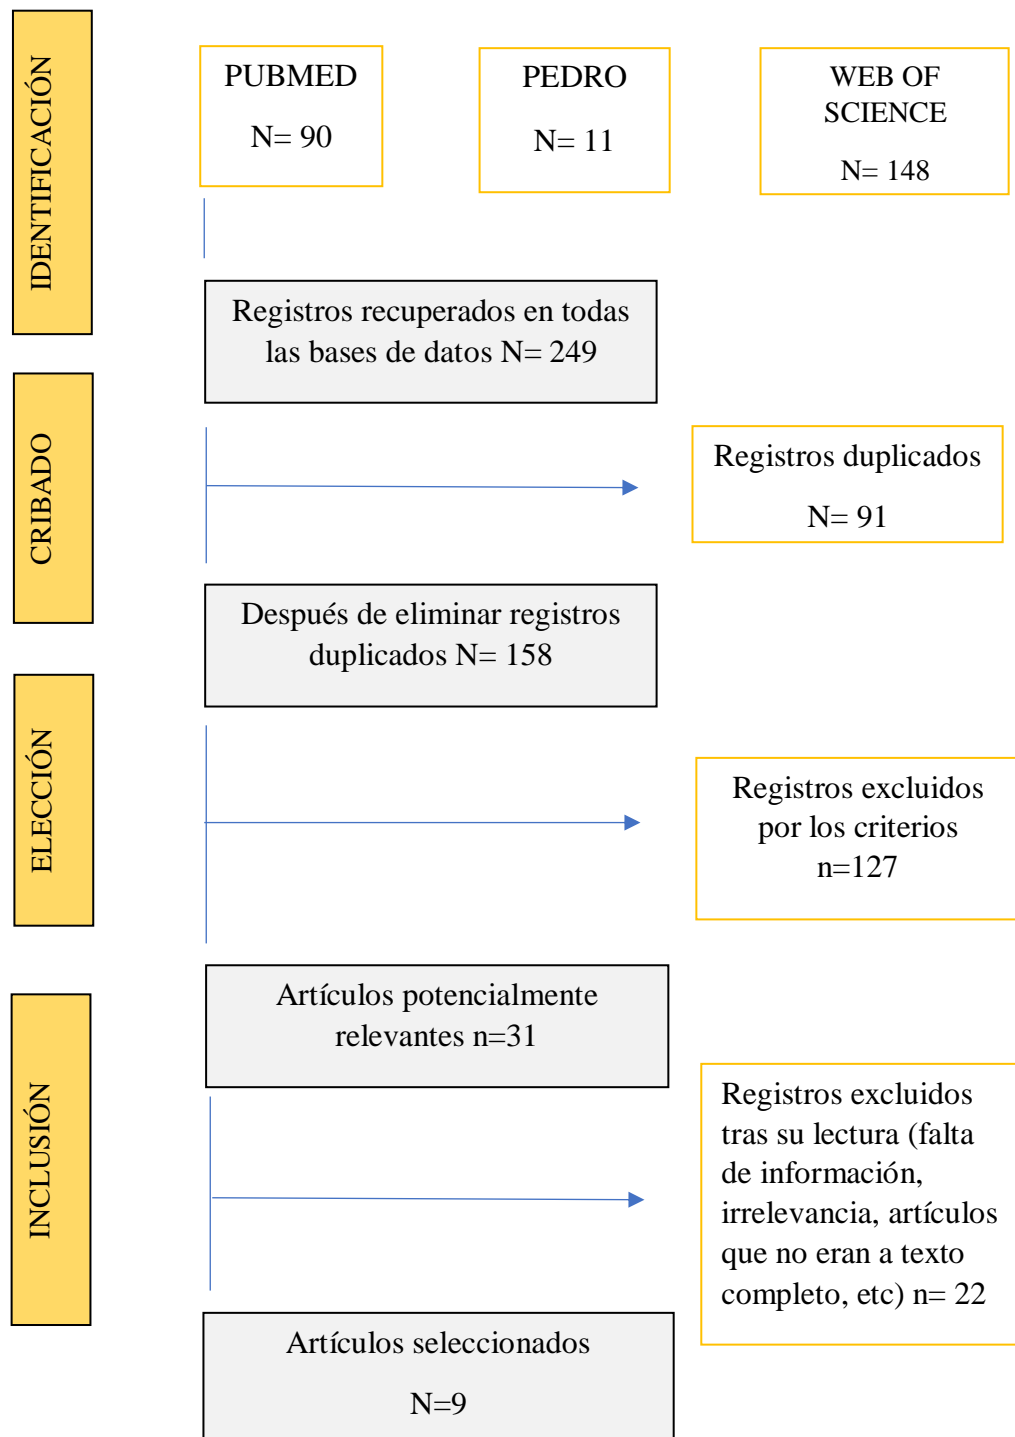 IDENTIFICACIÓN
PUBMED
N= 90
PEDRO
N= 11
WEB OF
SCIENCE
N= 148
Registros recuperados en todas
las bases de datos N= 249
CRIBADO
Registros duplicados
N= 91
Después de eliminar registros
duplicados N= 158
ELECCIÓN
Registros excluidos
por los criterios
n=127
Artículos potencialmente
relevantes n=31
INCLUSIÓN
Registros excluidos
tras su lectura (falta
de información,
irrelevancia, artículos
que no eran a texto
completo, etc) n= 22
Artículos seleccionados
N=9